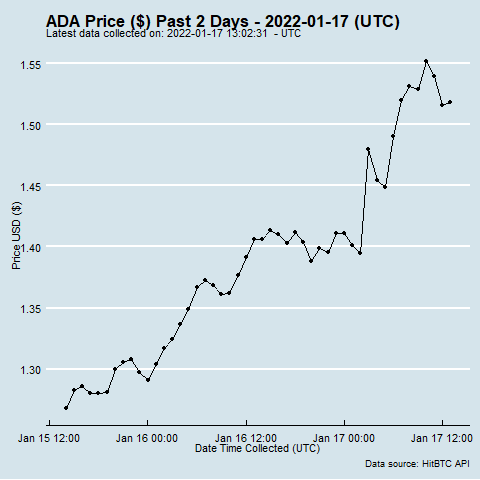 ADA Price ($) Past 2 Days - 2022-01-17 (UTC)
Latest data collected on: 2022-01-17 13:02:31 - UTC
1.55
1.50
1.45
1.40
1.35
1.30
Price USD ($)
Jan 15 12:00 Jan 16 00:00 Jan 16 12:00 Jan 17 00:00 Jan 17 12:00
Date Time Collected (UTC)
Data source: HitBTC API